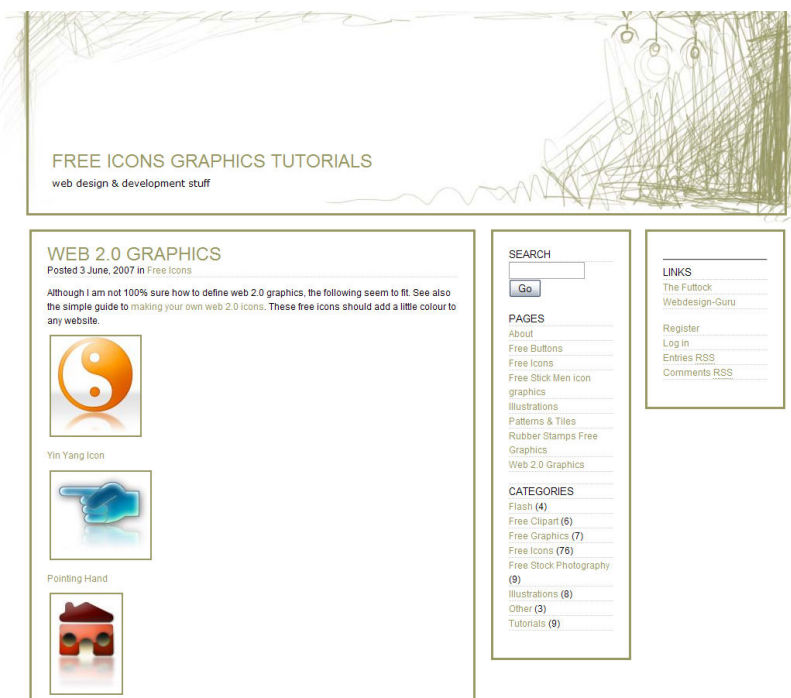 FREE ICONS GRAPHICS TUTORIALS
web design & development stuff
WEB 2.0 GRAPHICS
Posted 3 June, 2007 in Free Icons
Although I am not 100% sure how to define web 2.0 graphics, the following seem to fit. See also
the simple guide to making your own web 2.0 icons. These free icons should add a little colour to
any website.
Yin Yang Icon
Pointing Hand
SEARCH
Go
PAGES
About
Free Buttons
Free Icons
Free Stick Men icon
graphics
Illustrations
Patterns & Tiles
Rubber Stamps Free
Graphics
Web 2.0 Graphics
CATEGORIES
Flash (4)
Free Clipart (6)
Free Graphics (7)
Free Icons (76)
Free Stock Photography
(9)
Illustrations (8)
Other (3)
Tutorials (9)
LINKS
The Futtock
Webdesign-Guru
Register
Log in
Entries RSS
Comments RSS